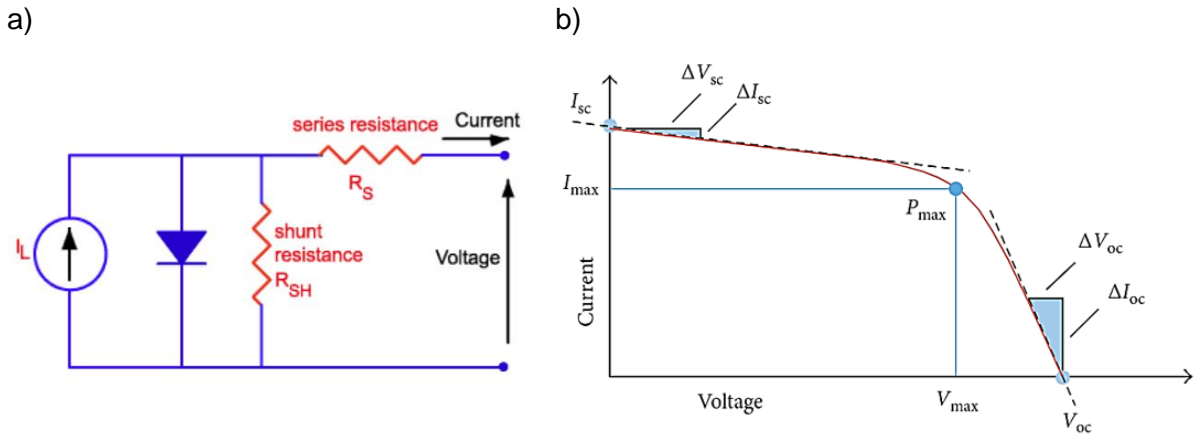 a)
series resistance
Current
R_S
I_L
shunt
resistance
R_SH
Voltage
b)
ΔV_sc
ΔI_sc
I_sc
I_max
P_max
ΔV_oc
ΔI_oc
Current
Voltage
V_max
V_oc